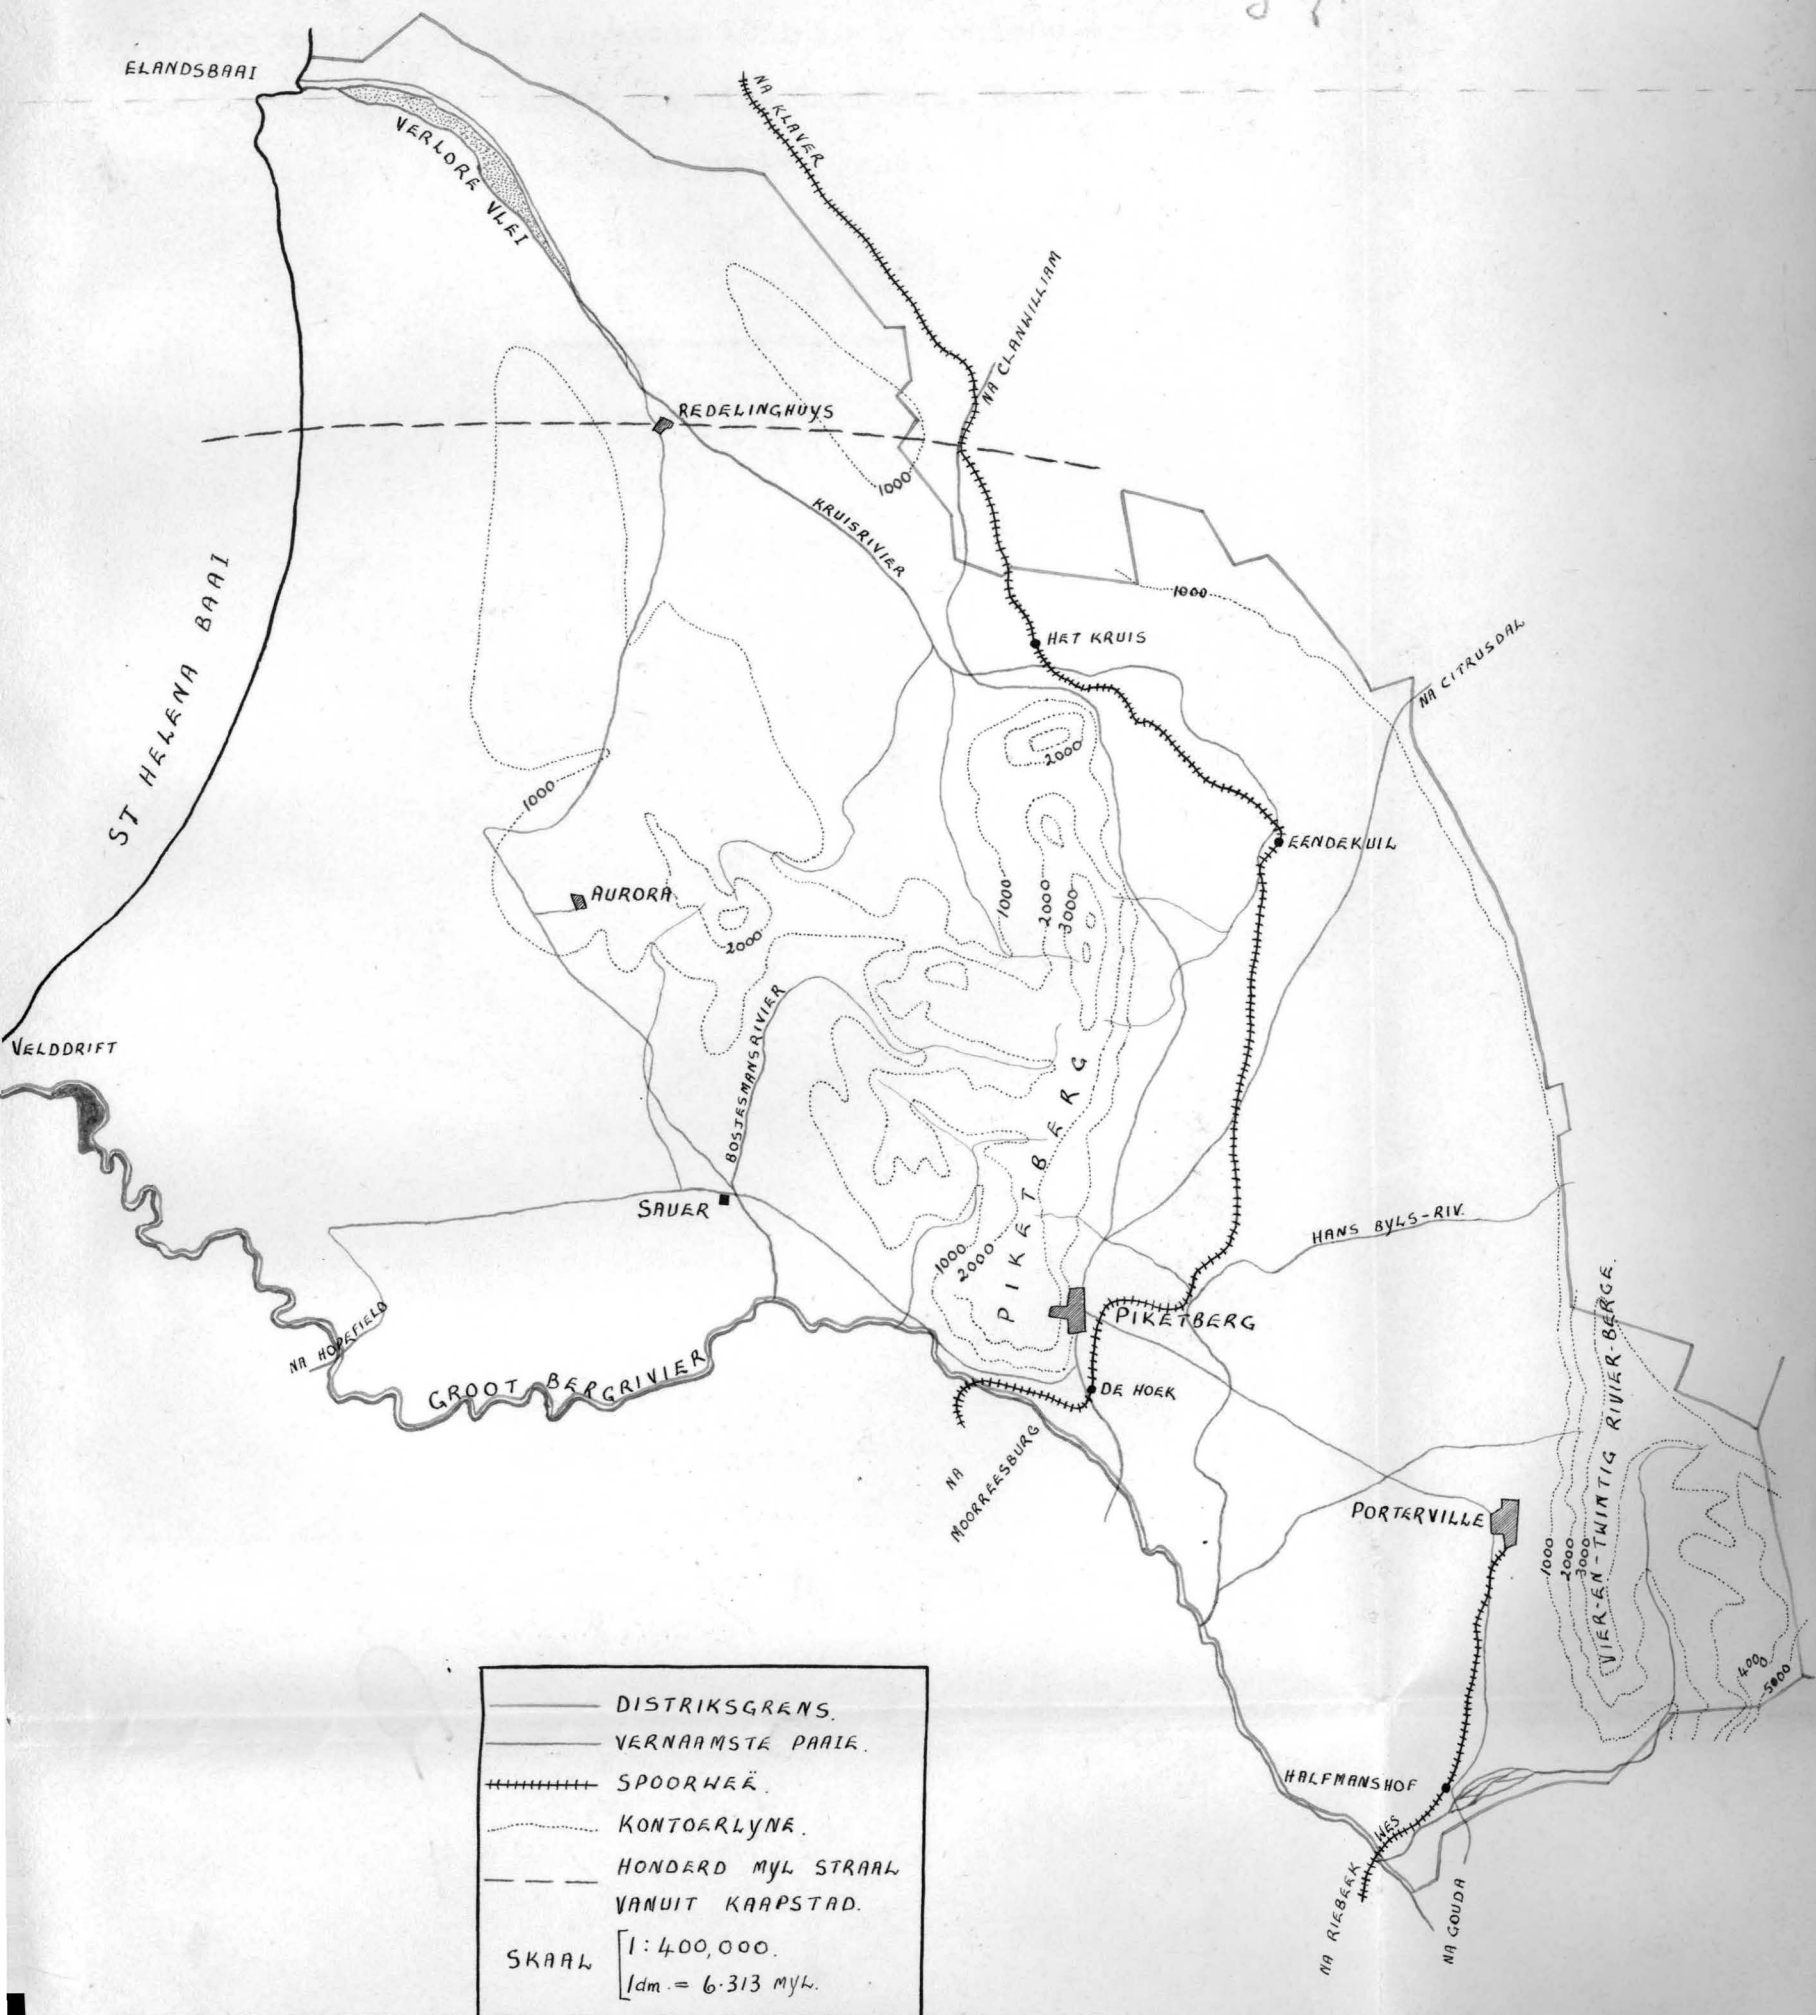 ELANDSBAAI
NA KLAVER
VERLORE VLEI
NA CLANWILLIAM
REDELINGHUYS
1000
KRUISRIVIER
ST HELENA BAAI
1000
HET KRUIS
NA CITRUSDAL
2000
1000
EENDEKUIL
AURORA
1000
2000
3000
2000
BOSJESMANSRIVIER
VELDDRIFT
PIKETBERG
SAUER
HANS BYLS-RIV.
1000
2000
PIKETBERG
NA HOPEFIELD
GROOT BERGRIVIER
DE HOEK
VIER-EN-TWINTIG RIVIER-BERGE.
NA
MOORREESBURG
PORTERVILLE
1000
2000
3000
4000
5000
HALFMANSHOF
NA RIEBEEK WES
NA GOUDA
DISTRIKSGRENS.
VERNAAMSTE PAAIE.
SPOORWEË.
KONTOERLYNE.
HONDERD MYL STRAAL
VANUIT KAAPSTAD.
SKAAL
1:400,000.
1dm. = 6.313 MYL.